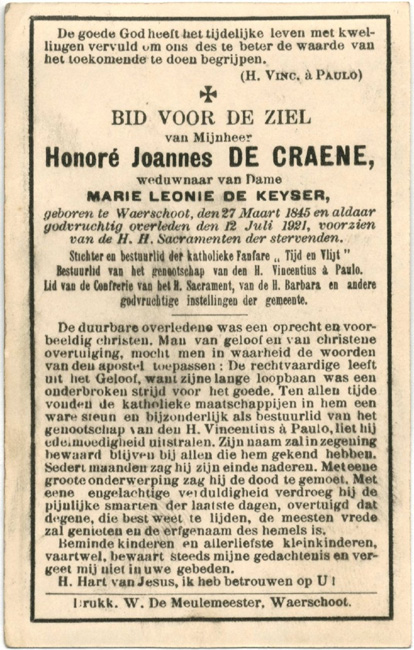 De goede God heeft het tijdelijke leven met kwel-
lingen vervuld om ons des te beter de waarde van
het toekomende te doen begrijpen.
(H. VINC. à PAULO)
BID VOOR DE ZIEL
van Mijnheer
Honoré Joannes DE CRAENE,
weduwnaar van Dame
MARIE LEONIE DE KEYSER,
geboren te Waerschoot, den 27 Maart 1845 en aldaar
godvruchtig overleden den 12 Juli 1921, voorzien
van de H. H. Sacramenten der stervenden.
Stichter en bestuurlid der katholieke Fanfare „ Tijd en Vlijt "
Bestuurlid van het genootschap van den H. Vincentius à Paulo.
Lid van de Confrerie van het H. Sacrament, van de H. Barbara en andere
godvruchtige instellingen der gemeente.
De duurbare overledene was een oprecht en voor-
beeldig christen. Man van geloof en van christene
overtuiging, mocht men in waarheid de woorden
van den apostel toepassen : De rechtvaardige leeft
uit het Geloof, want zijne lange loopbaan was een
onderbroken strijd voor het goede. Ten allen tijde
vonden de katholieke maatschappijen in hem een
ware steun en bijzonderlijk als bestuurlid van het
genootschap van den H. Vincentius à Paulo, liet hij
edelmoedigheid uitstralen. Zijn naam zal in zegening
bewaard blijven bij allen die hem gekend hebben.
Sedert maanden zag hij zijn einde naderen. Met eene
groote onderwerping zag hij de dood te gemoet. Met
eene engelachtige verduldigheid verdroeg hij de
pijnlijke smarten der laatste dagen, overtuigd dat
degene, die best weet te lijden, de meesten vrede
zal genieten en de erfgenaam des hemels is.
Beminde kinderen en allerliefste kleinkinderen,
vaartwel, bewaart steeds mijne gedachtenis en ver-
geet mij niet in uwe gebeden.
H. Hart van Jesus, ik heb betrouwen op U!
Drukk. W. De Meulemeester, Waerschoot.